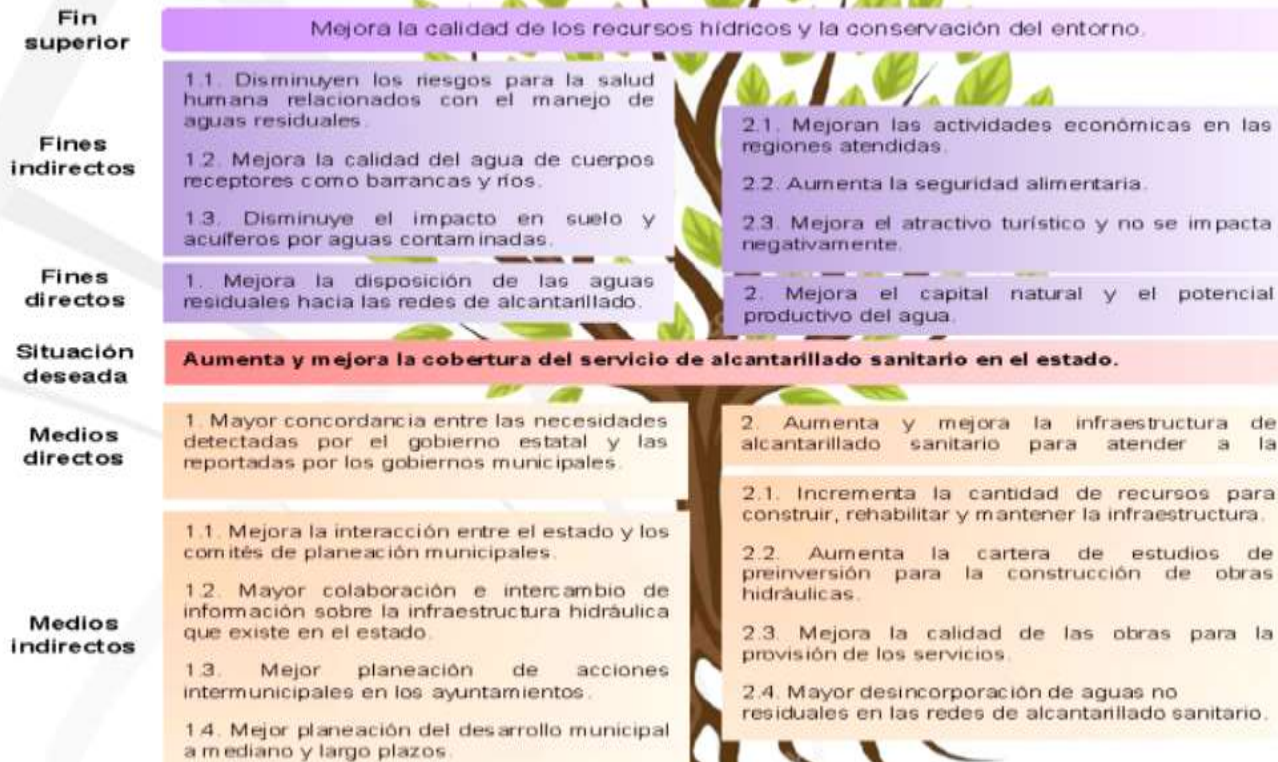 Fin
superior
Mejora la calidad de los recursos hídricos y la conservación del entorno.
Fines
indirectos
1.1. Disminuyen los riesgos para la salud
humana relacionados con el manejo de
aguas residuales.
1.2. Mejora la calidad del agua de cuerpos
receptores como barrancas y ríos.
1.3. Disminuye el impacto en suelo y
acuíferos por aguas contaminadas.
2.1. Mejoran las actividades económicas en las
regiones atendidas.
2.2. Aumenta la seguridad alimentaria.
2.3. Mejora el atractivo turístico y no se impacta
negativamente.
Fines
directos
1. Mejora la disposición de las aguas
residuales hacia las redes de alcantarillado.
2. Mejora el capital natural y el potencial
productivo del agua.
Situación
deseada
Aumenta y mejora la cobertura del servicio de alcantarillado sanitario en el estado.
Medios
directos
1. Mayor concordancia entre las necesidades
detectadas por el gobierno estatal y las
reportadas por los gobiernos municipales.
2. Aumenta y mejora la infraestructura de
alcantarillado sanitario para atender a la
Medios
indirectos
1.1. Mejora la interacción entre el estado y los
comités de planeación municipales.
1.2. Mayor colaboración e intercambio de
información sobre la infraestructura hidráulica
que existe en el estado.
1.3. Mejor planeación de acciones
intermunicipales en los ayuntamientos.
1.4. Mejor planeación del desarrollo municipal
a mediano y largo plazos.
2.1. Incrementa la cantidad de recursos para
construir, rehabilitar y mantener la infraestructura.
2.2. Aumenta la cartera de estudios de
preinversión para la construcción de obras
hidráulicas.
2.3. Mejora la calidad de las obras para la
provisión de los servicios.
2.4. Mayor desincorporación de aguas no
residuales en las redes de alcantarillado sanitario.